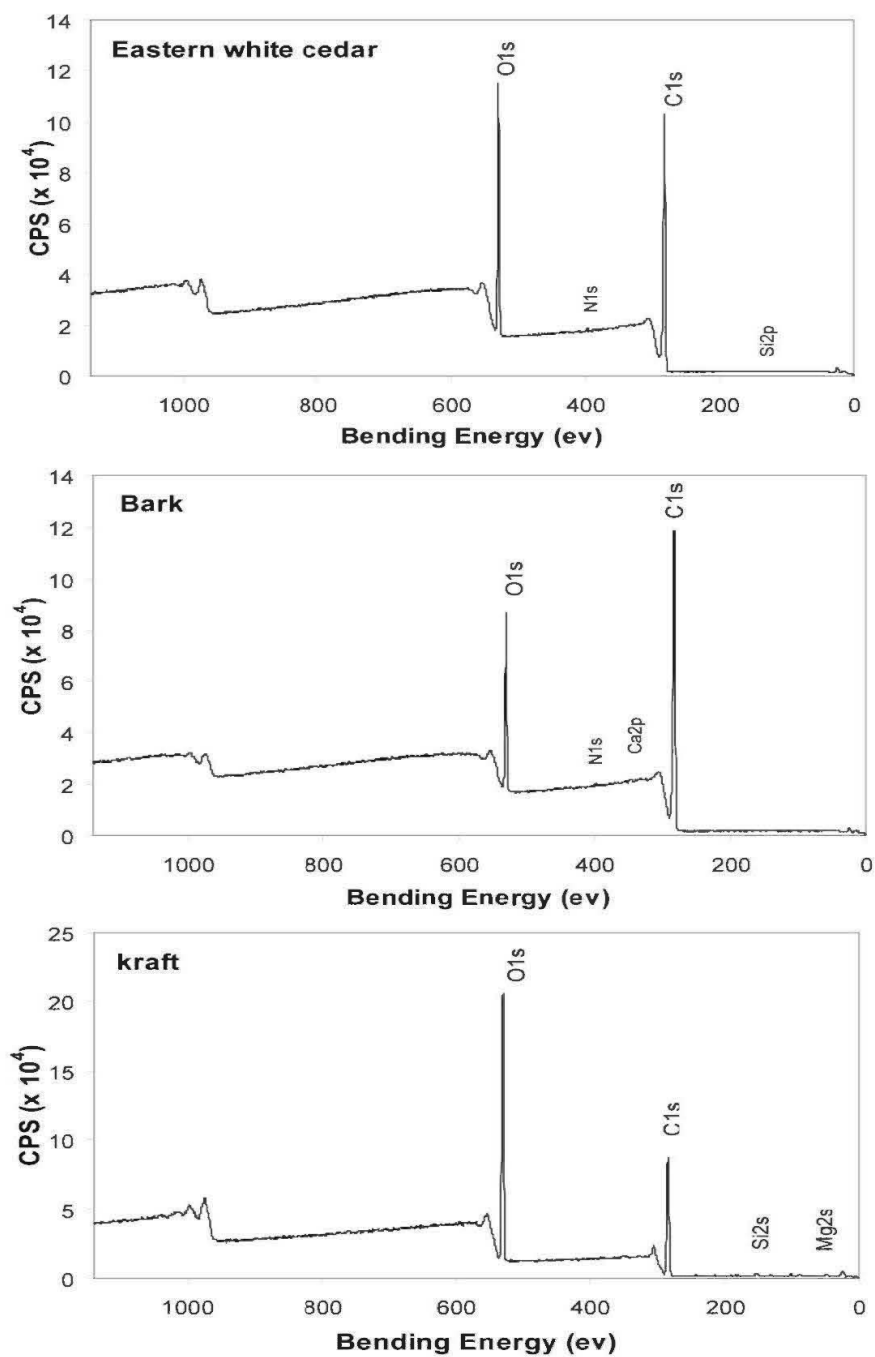 Eastern white cedar
O1s
C1s
N1s
Si2p
CPS (x 10⁴)
14
12
10
8
6
4
2
0
1000 800 600 400 200 0
Bending Energy (ev)
Bark
C1s
O1s
N1s
Ca2p
CPS (x 10⁴)
14
12
10
8
6
4
2
0
1000 800 600 400 200 0
Bending Energy (ev)
kraft
O1s
C1s
Si2s
Mg2s
CPS (x 10⁴)
25
20
15
10
5
0
1000 800 600 400 200 0
Bending Energy (ev)